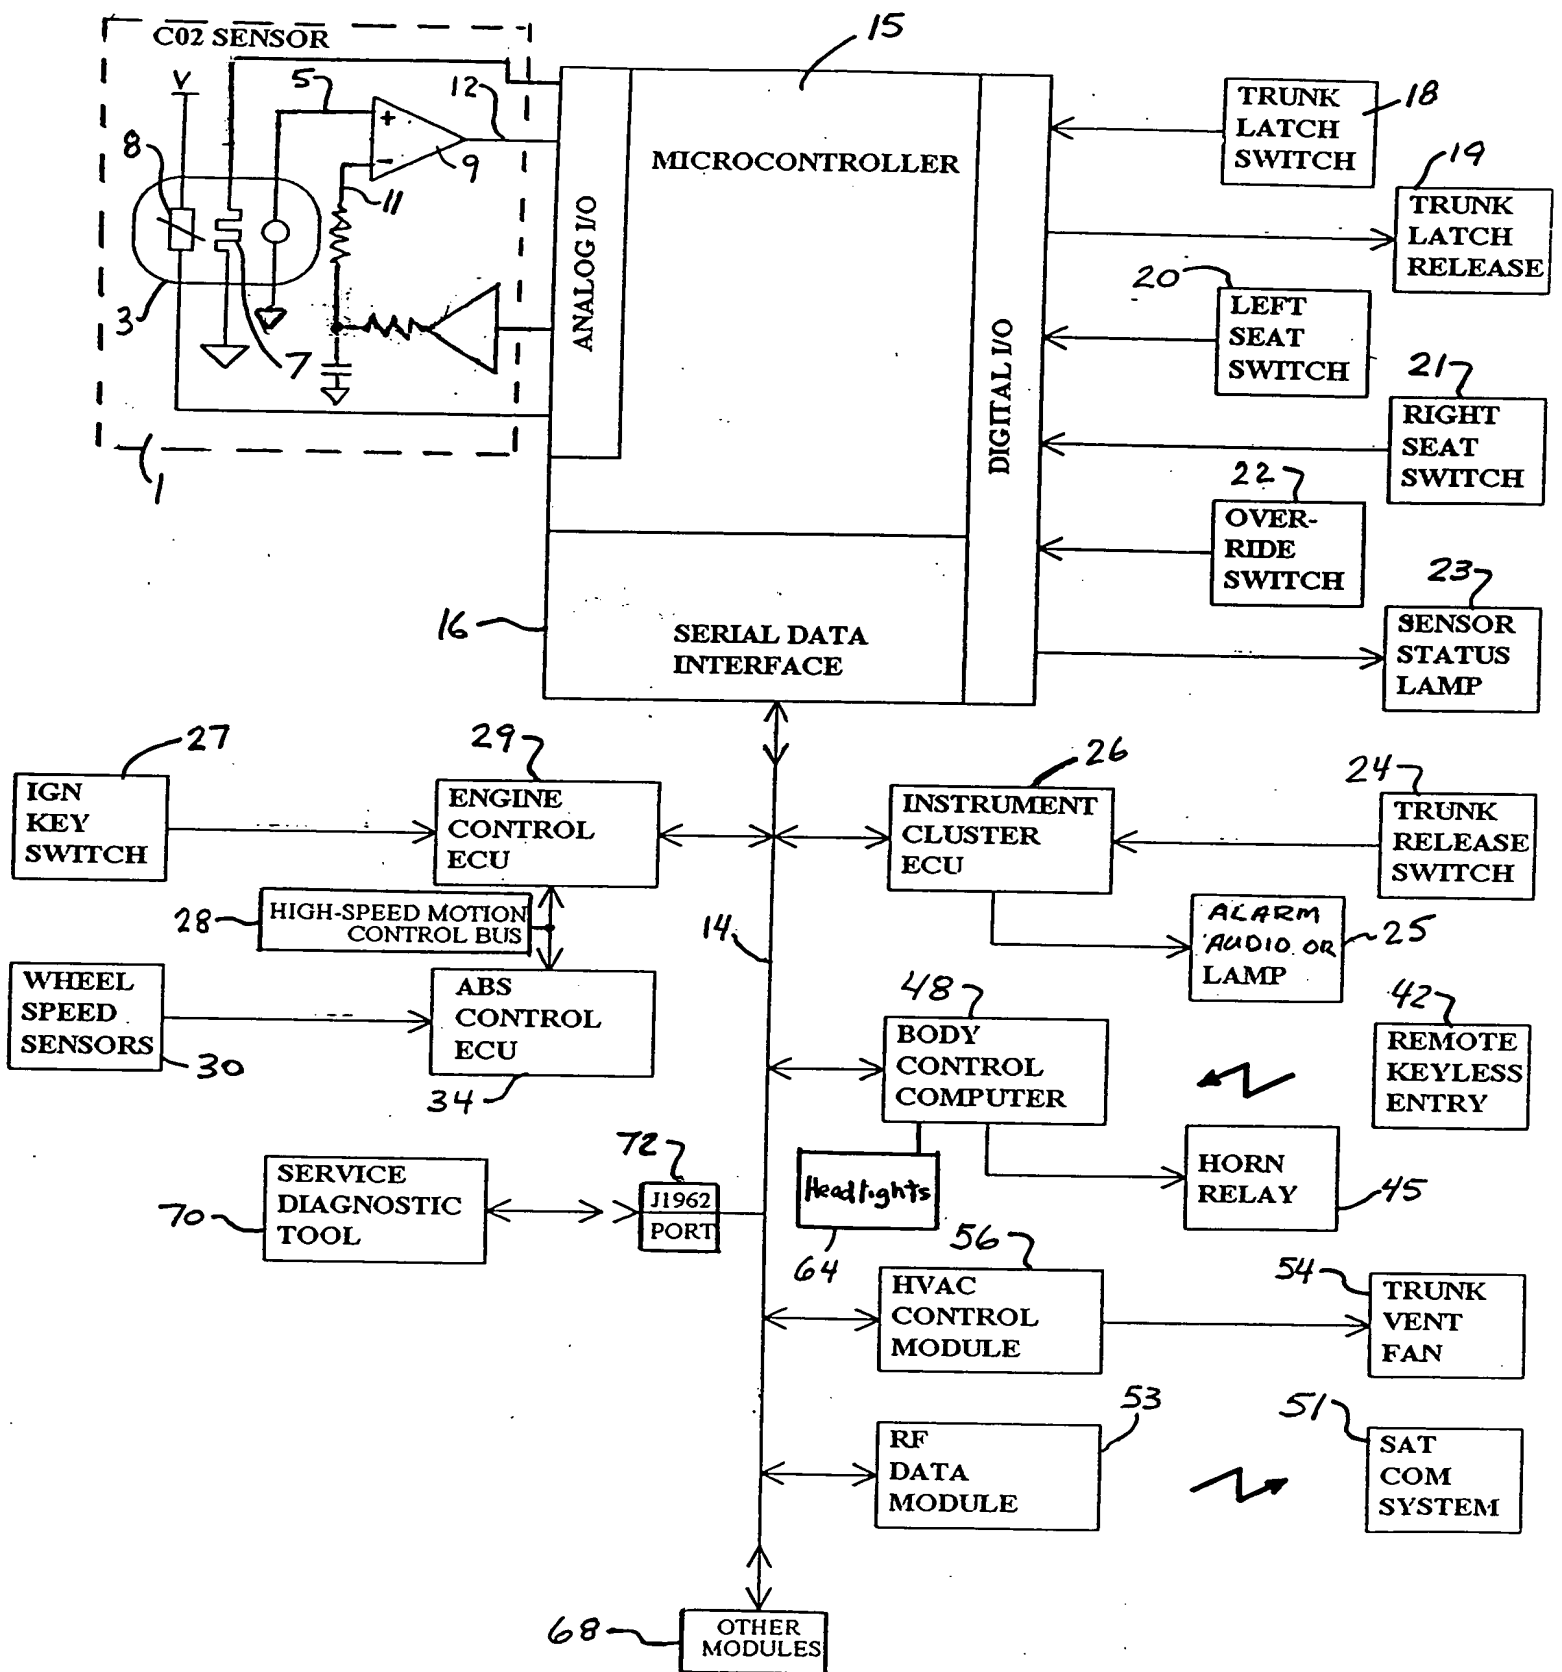 C02 SENSOR
15
V
5
12
+
-
9
8
11
3
7
1
MICROCONTROLLER
ANALOG I/O
DIGITAL I/O
16
SERIAL DATA
INTERFACE
TRUNK
LATCH
SWITCH
18
19
TRUNK
LATCH
RELEASE
20
LEFT
SEAT
SWITCH
21
RIGHT
SEAT
SWITCH
22
OVER-
RIDE
SWITCH
23
SENSOR
STATUS
LAMP
27
IGN
KEY
SWITCH
29
ENGINE
CONTROL
ECU
26
INSTRUMENT
CLUSTER
ECU
24
TRUNK
RELEASE
SWITCH
28
HIGH-SPEED MOTION
CONTROL BUS
14
ALARM
AUDIO OR
LAMP
25
WHEEL
SPEED
SENSORS
30
ABS
CONTROL
ECU
34
48
BODY
CONTROL
COMPUTER
42
REMOTE
KEYLESS
ENTRY
70
SERVICE
DIAGNOSTIC
TOOL
72
J1962
PORT
Headlights
64
HORN
RELAY
45
56
HVAC
CONTROL
MODULE
54
TRUNK
VENT
FAN
53
RF
DATA
MODULE
51
SAT
COM
SYSTEM
68
OTHER
MODULES